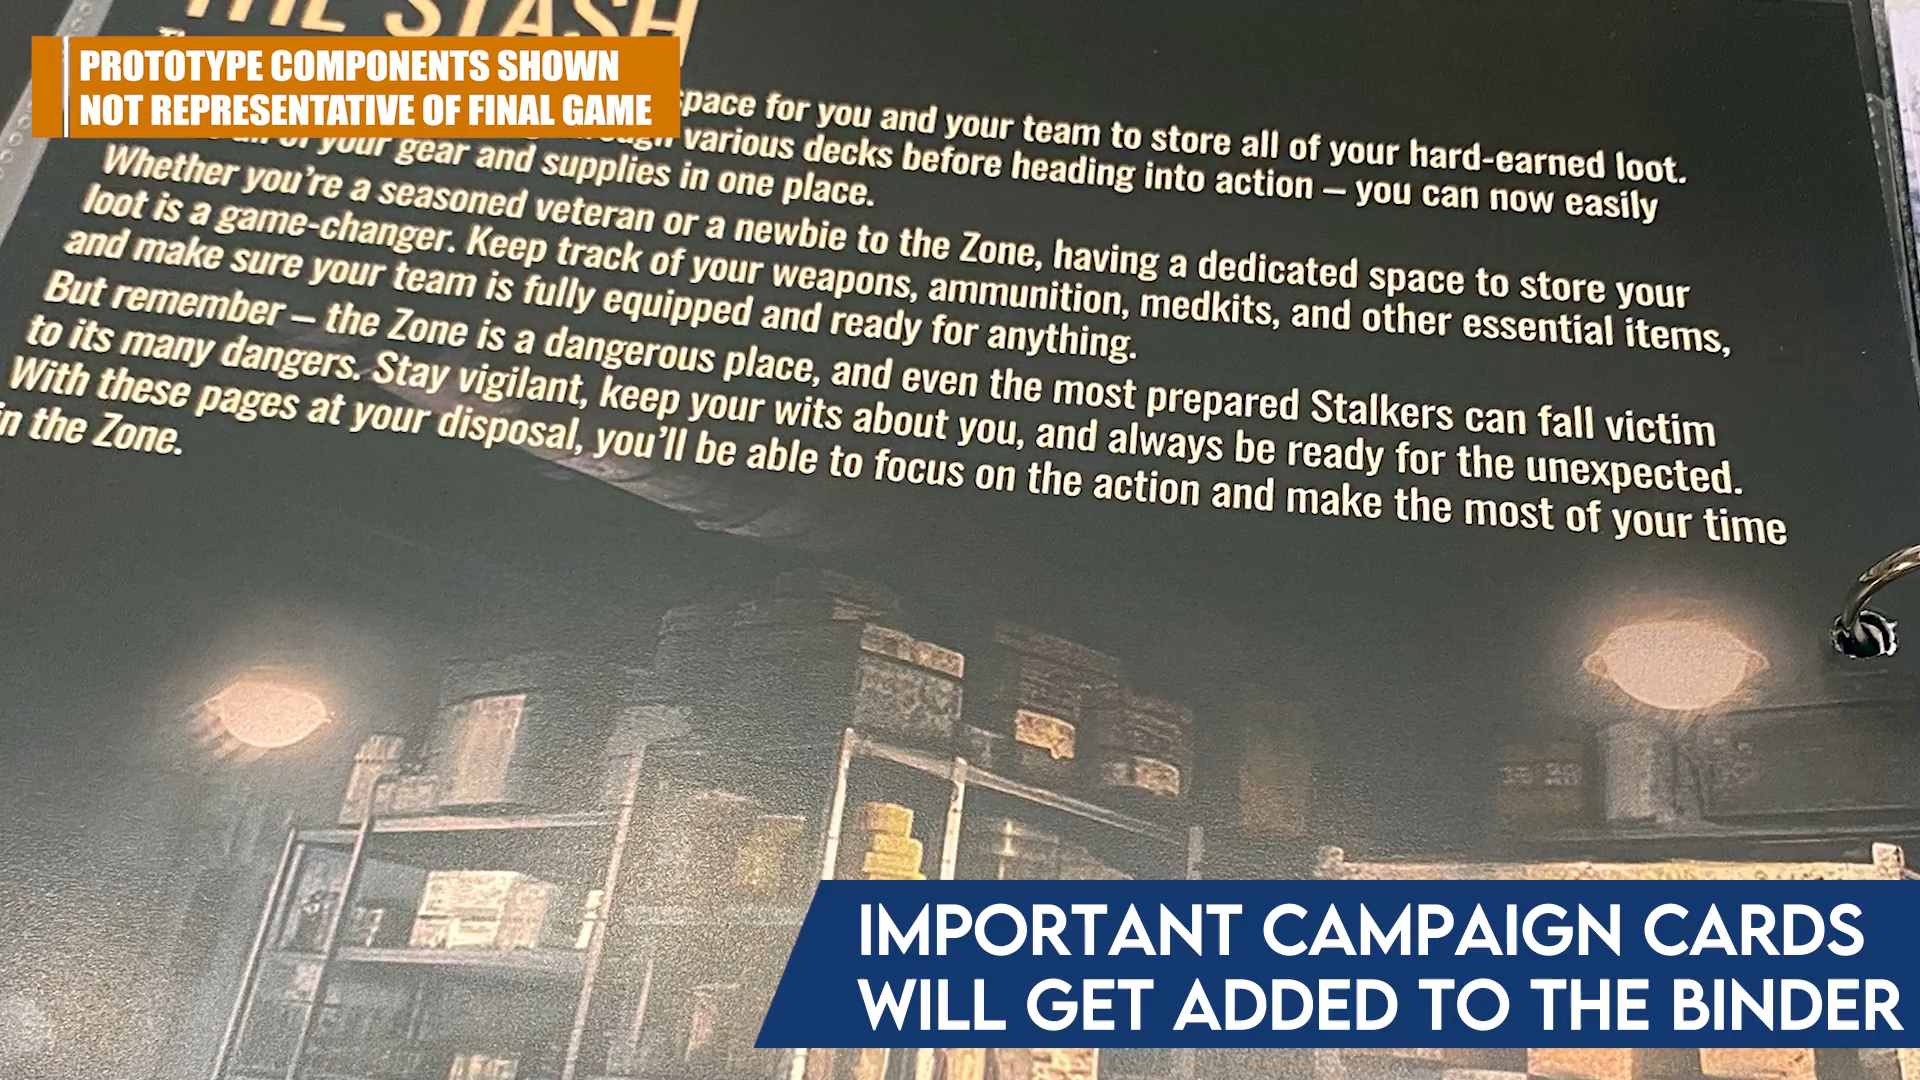 THE STASH
PROTOTYPE COMPONENTS SHOWN
NOT REPRESENTATIVE OF FINAL GAME
space for you and your team to store all of your hard-earned loot.
through various decks before heading into action – you can now easily
all of your gear and supplies in one place.
Whether you're a seasoned veteran or a newbie to the Zone, having a dedicated space to store your
loot is a game-changer. Keep track of your weapons, ammunition, medkits, and other essential items,
and make sure your team is fully equipped and ready for anything.
But remember – the Zone is a dangerous place, and even the most prepared Stalkers can fall victim
to its many dangers. Stay vigilant, keep your wits about you, and always be ready for the unexpected.
With these pages at your disposal, you'll be able to focus on the action and make the most of your time
in the Zone.
IMPORTANT CAMPAIGN CARDS
WILL GET ADDED TO THE BINDER